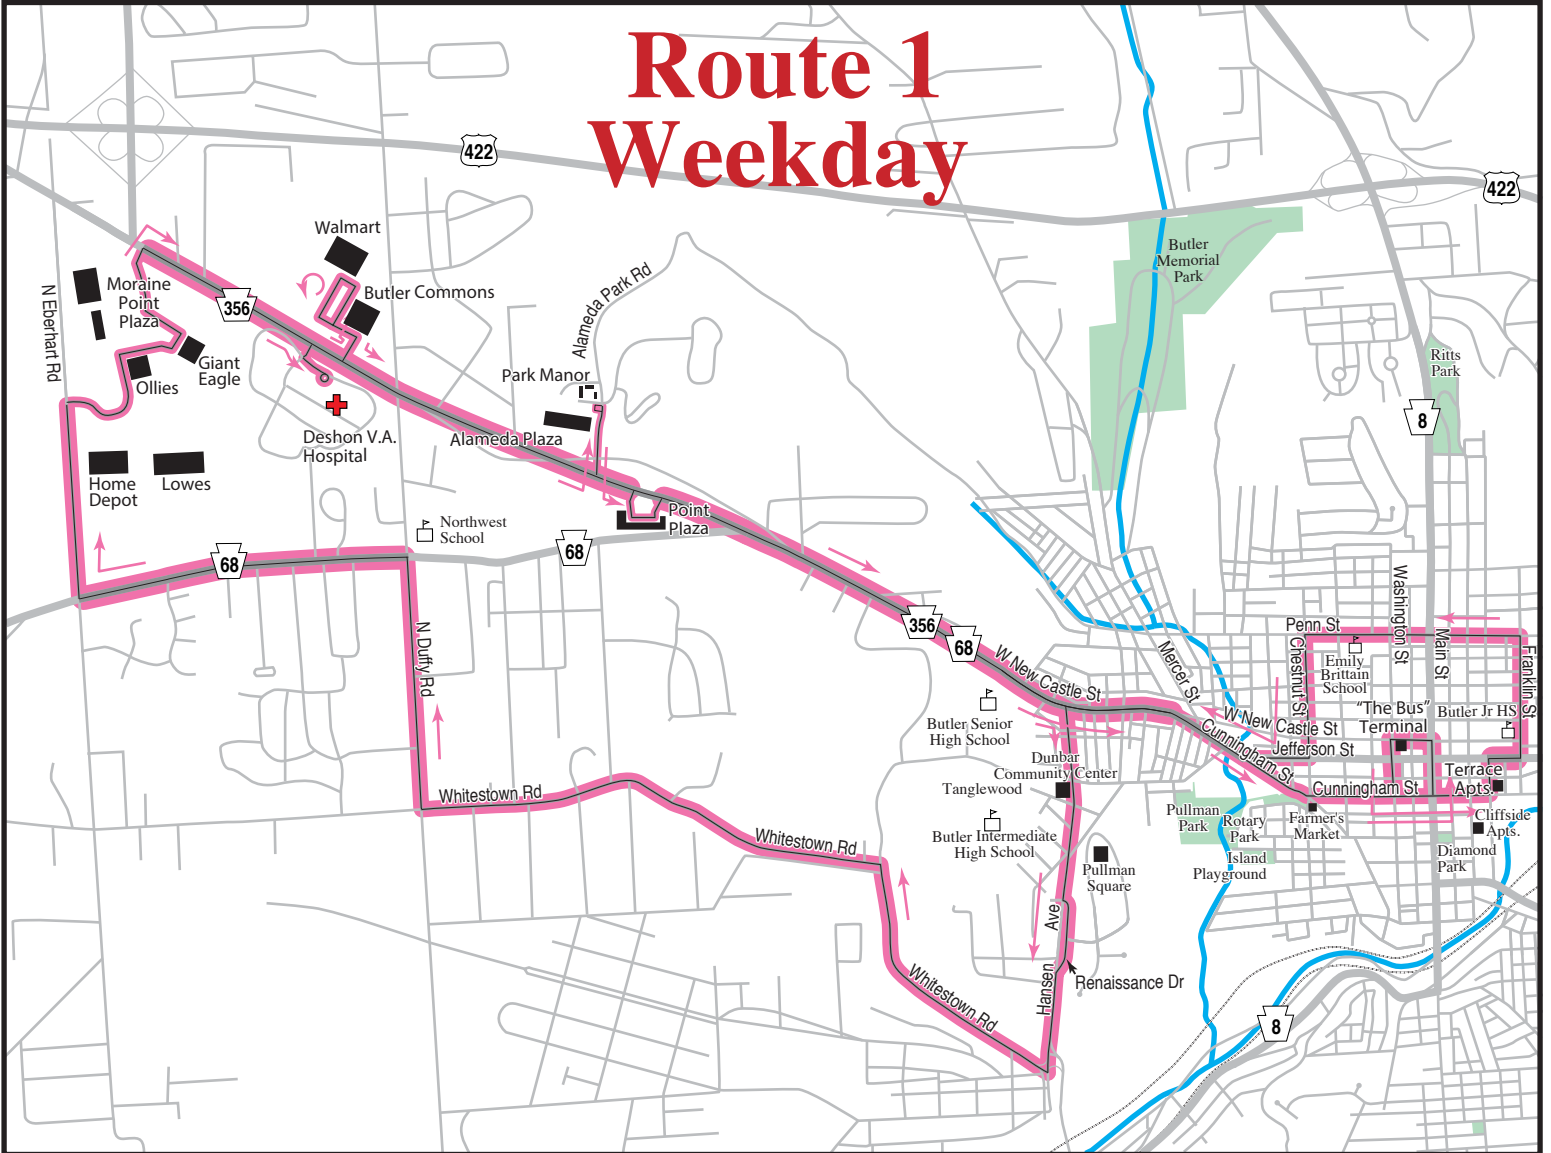 Route 1
Weekday
422
422
Walmart
Butler
Memorial
Park
N Eberhart Rd
Moraine
Point
Plaza
356
Butler Commons
Alameda Park Rd
Giant
Eagle
Ollies
Park Manor
Ritts
Park
8
Deshon V.A.
Hospital
Alameda Plaza
Home
Depot
Lowes
Northwest
School
Point
Plaza
68
68
356
68
N Duffy Rd
W New Castle St
Mercer St
Washington St
Penn St
Chestnut St
Main St
Franklin St
Emily
Brittain
School
"The Bus"
Terminal
Butler Jr HS
W New Castle St
Jefferson St
Cunningham St
Cunningham St
Butler Senior
High School
Dunbar
Community Center
Tanglewood
Terrace
Apts.
Whitestown Rd
Pullman
Park
Rotary
Park
Farmer's
Market
Cliffside
Apts.
Butler Intermediate
High School
Whitestown Rd
Island
Playground
Diamond
Park
Pullman
Square
Hansen Ave
Whitestown Rd
Renaissance Dr
8